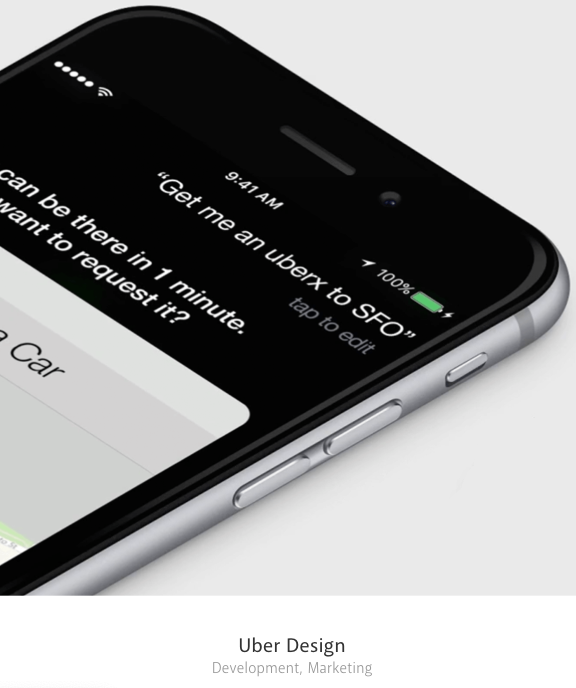 9:41 AM
100%
“Get me an uberx to SFO”
tap to edit
can be there in 1 minute.
want to request it?
a Car
Uber Design
Development, Marketing